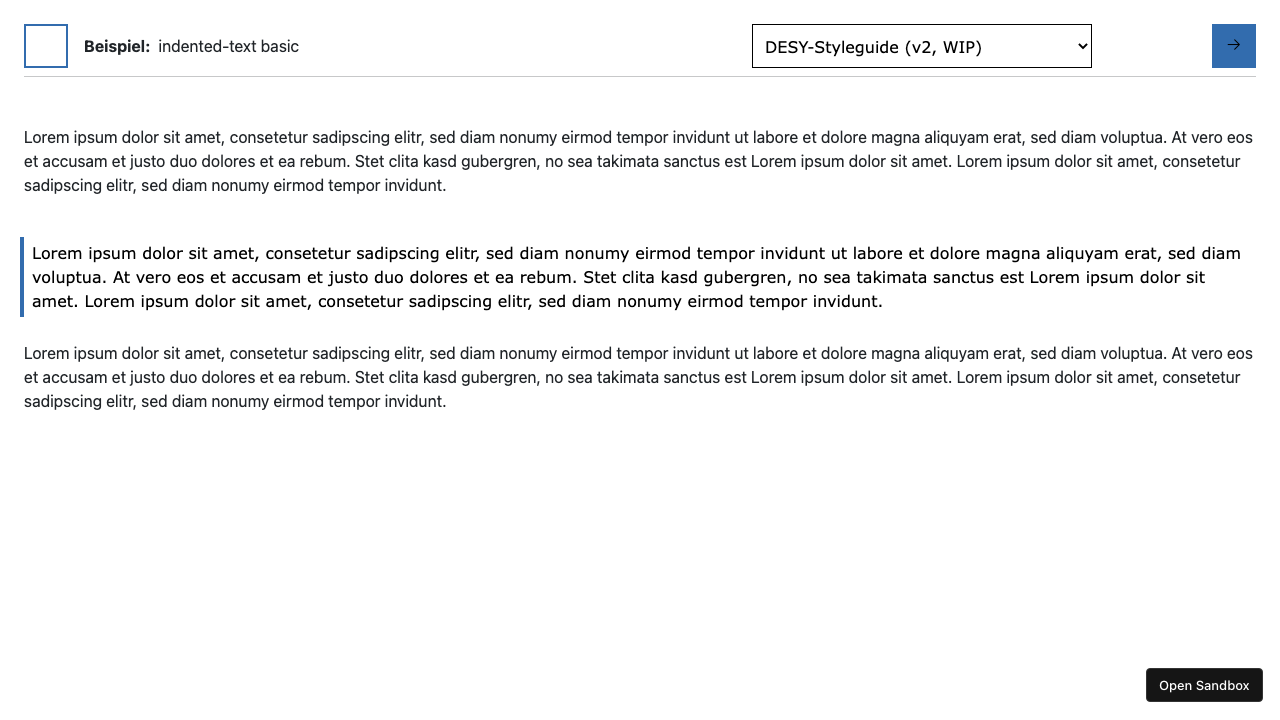 Beispiel: indented-text basic
DESY-Styleguide (v2, WIP)
→
Lorem ipsum dolor sit amet, consetetur sadipscing elitr, sed diam nonumy eirmod tempor invidunt ut labore et dolore magna aliquyam erat, sed diam voluptua. At vero eos
et accusam et justo duo dolores et ea rebum. Stet clita kasd gubergren, no sea takimata sanctus est Lorem ipsum dolor sit amet. Lorem ipsum dolor sit amet, consetetur
sadipscing elitr, sed diam nonumy eirmod tempor invidunt.
Lorem ipsum dolor sit amet, consetetur sadipscing elitr, sed diam nonumy eirmod tempor invidunt ut labore et dolore magna aliquyam erat, sed diam
voluptua. At vero eos et accusam et justo duo dolores et ea rebum. Stet clita kasd gubergren, no sea takimata sanctus est Lorem ipsum dolor sit
amet. Lorem ipsum dolor sit amet, consetetur sadipscing elitr, sed diam nonumy eirmod tempor invidunt.
Lorem ipsum dolor sit amet, consetetur sadipscing elitr, sed diam nonumy eirmod tempor invidunt ut labore et dolore magna aliquyam erat, sed diam voluptua. At vero eos
et accusam et justo duo dolores et ea rebum. Stet clita kasd gubergren, no sea takimata sanctus est Lorem ipsum dolor sit amet. Lorem ipsum dolor sit amet, consetetur
sadipscing elitr, sed diam nonumy eirmod tempor invidunt.
Open Sandbox